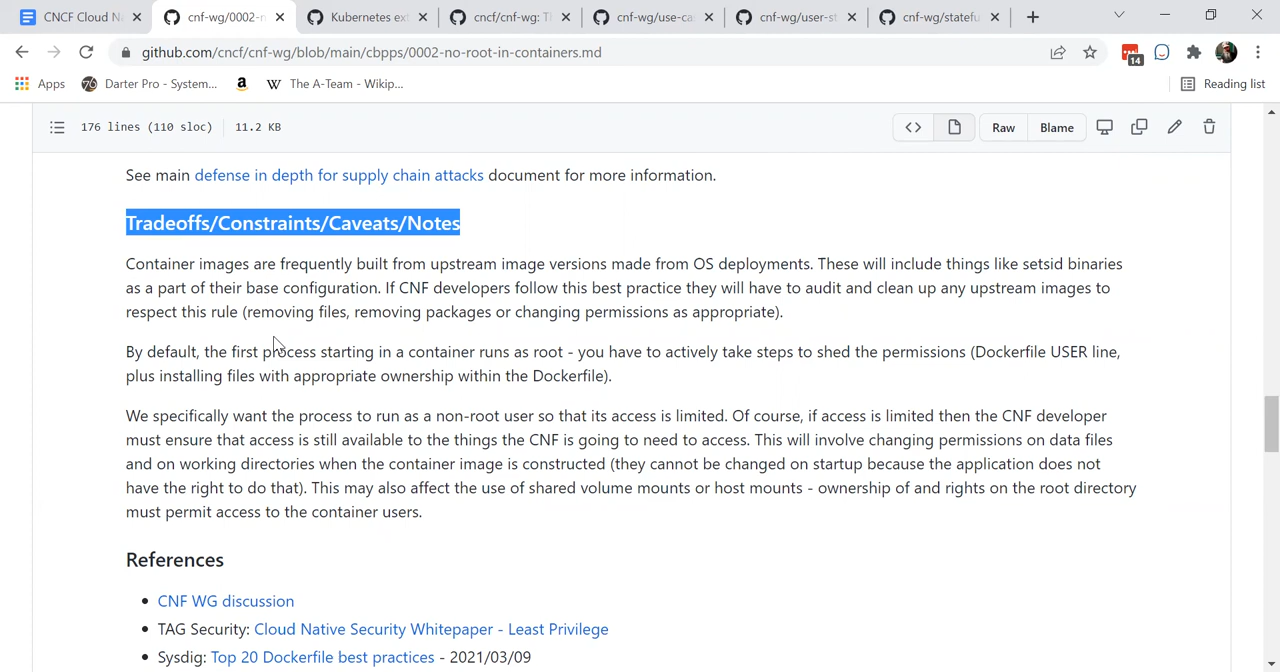 CNCF Cloud N
cnf-wg/0002-n
Kubernetes ex
cncf/cnf-wg: T
cnf-wg/use-ca
cnf-wg/user-st
cnf-wg/statefu
github.com/cncf/cnf-wg/blob/main/cbpps/0002-no-root-in-containers.md
14
Apps
Darter Pro - System...
The A-Team - Wikip...
Reading list
176 lines (110 sloc)
11.2 KB
Raw
Blame
See main defense in depth for supply chain attacks document for more information.
Tradeoffs/Constraints/Caveats/Notes
Container images are frequently built from upstream image versions made from OS deployments. These will include things like setsid binaries
as a part of their base configuration. If CNF developers follow this best practice they will have to audit and clean up any upstream images to
respect this rule (removing files, removing packages or changing permissions as appropriate).
By default, the first process starting in a container runs as root - you have to actively take steps to shed the permissions (Dockerfile USER line,
plus installing files with appropriate ownership within the Dockerfile).
We specifically want the process to run as a non-root user so that its access is limited. Of course, if access is limited then the CNF developer
must ensure that access is still available to the things the CNF is going to need to access. This will involve changing permissions on data files
and on working directories when the container image is constructed (they cannot be changed on startup because the application does not
have the right to do that). This may also affect the use of shared volume mounts or host mounts - ownership of and rights on the root directory
must permit access to the container users.
References
CNF WG discussion
TAG Security: Cloud Native Security Whitepaper - Least Privilege
Sysdig: Top 20 Dockerfile best practices - 2021/03/09